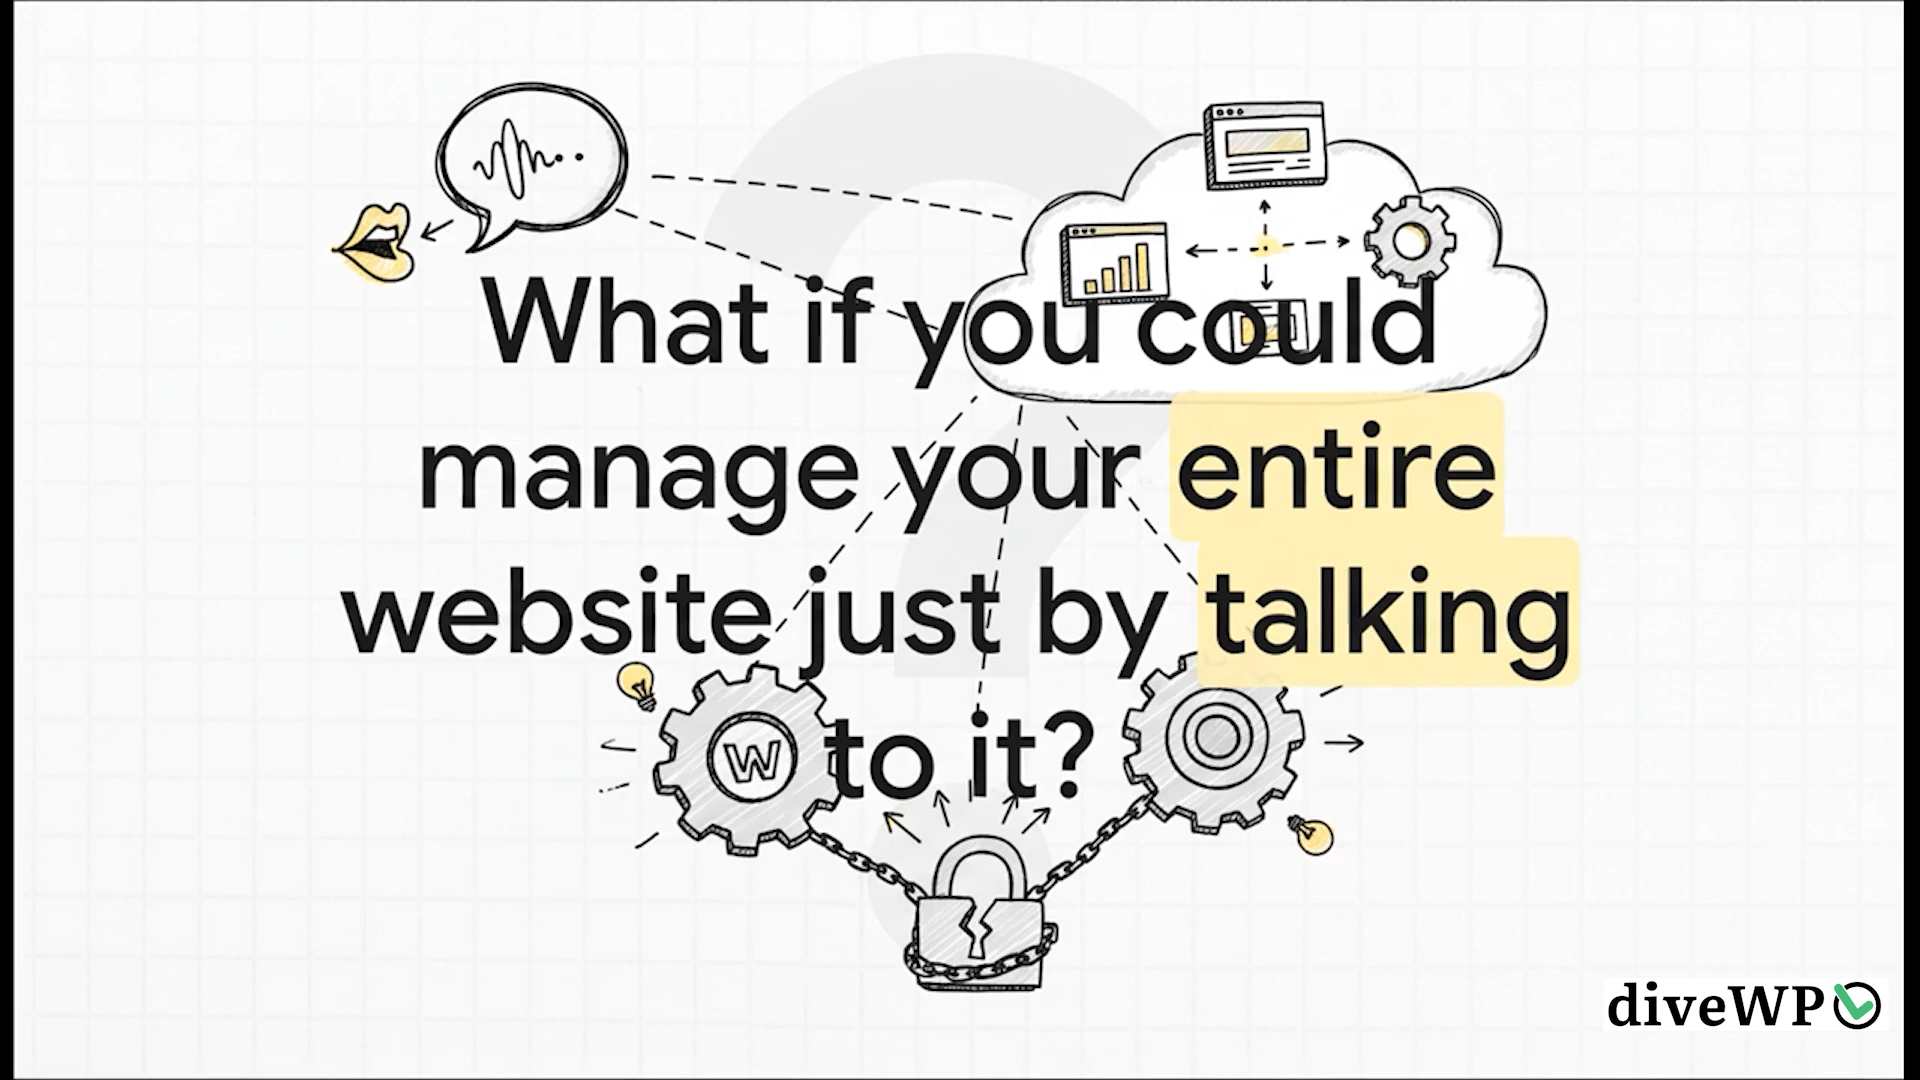 What if you could
manage your entire
website just by talking
to it?
W
diveWP